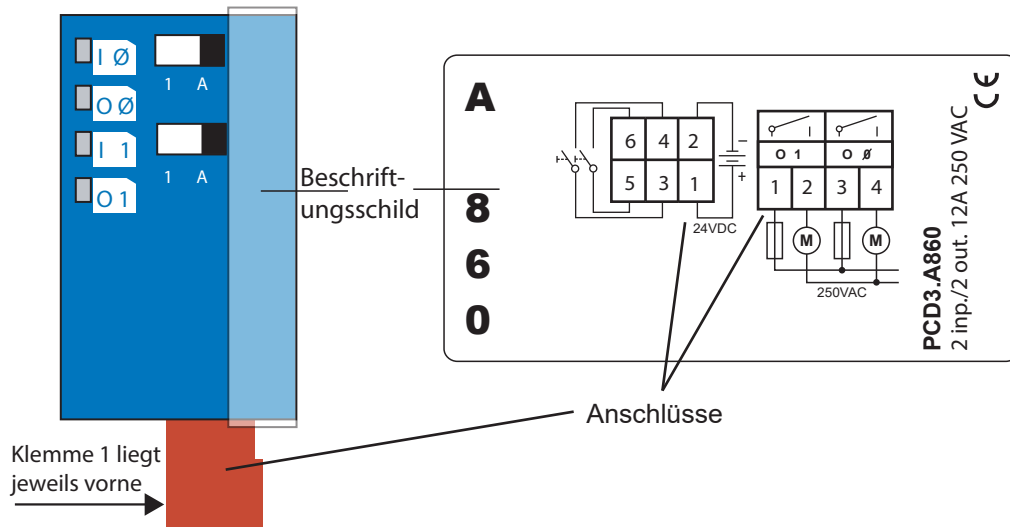 I Ø
1 A
O Ø
I 1
1 A
O 1
Beschrift-
ungsschild
Klemme 1 liegt
jeweils vorne
Anschlüsse
A
8
6
0
6 4 2
5 3 1
−
+
24VDC
O 1 O Ø
1 2 3 4
M M
250VAC
PCD3.A860
2 inp./2 out. 12A 250 VAC
CE